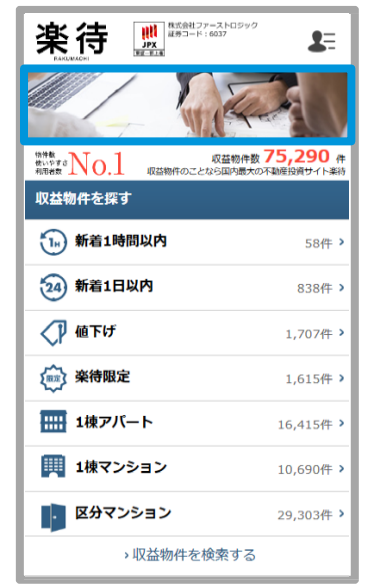 楽待
RAKUMACHI
JPX
株式会社ファーストロジック
証券コード：6037
物件数
使いやすさ
利用者数
No.1
収益物件数 75,290 件
収益物件のことなら国内最大の不動産投資サイト楽待
収益物件を探す
1H 新着1時間以内 58件 ›
24 新着1日以内 838件 ›
値下げ 1,707件 ›
限定 楽待限定 1,615件 ›
1棟アパート 16,415件 ›
1棟マンション 10,690件 ›
区分マンション 29,303件 ›
›収益物件を検索する